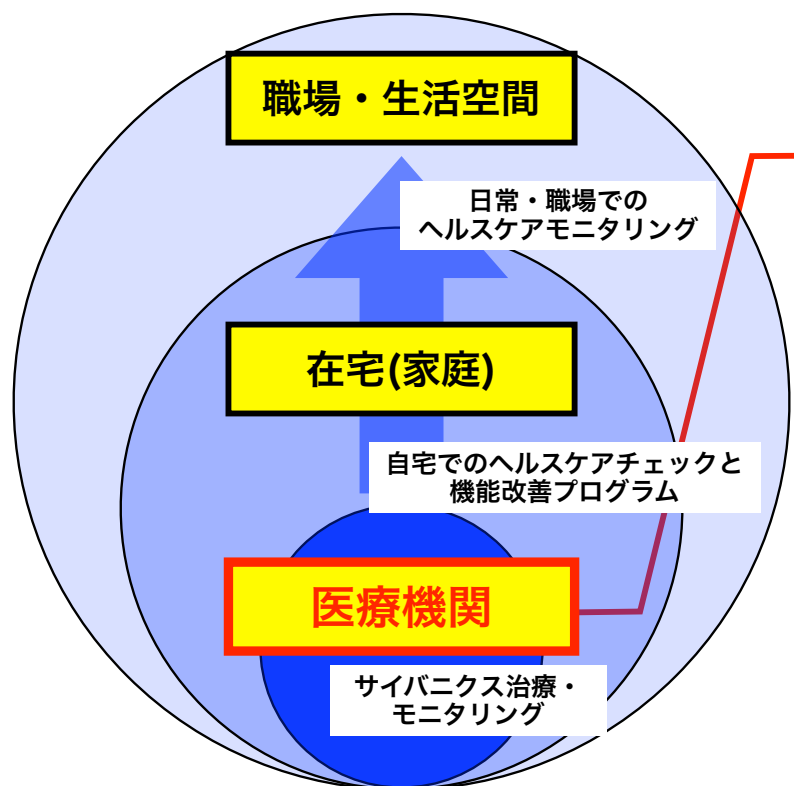 職場・生活空間
日常・職場での
ヘルスケアモニタリング
在宅(家庭)
自宅でのヘルスケアチェックと
機能改善プログラム
医療機関
サイバニクス治療・
モニタリング